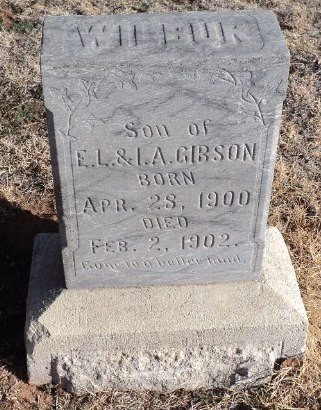 WILBUR
Son of
E.L. & I.A. GIBSON
BORN
APR. 28, 1900
DIED
FEB. 2, 1902.
Gone to a better land.